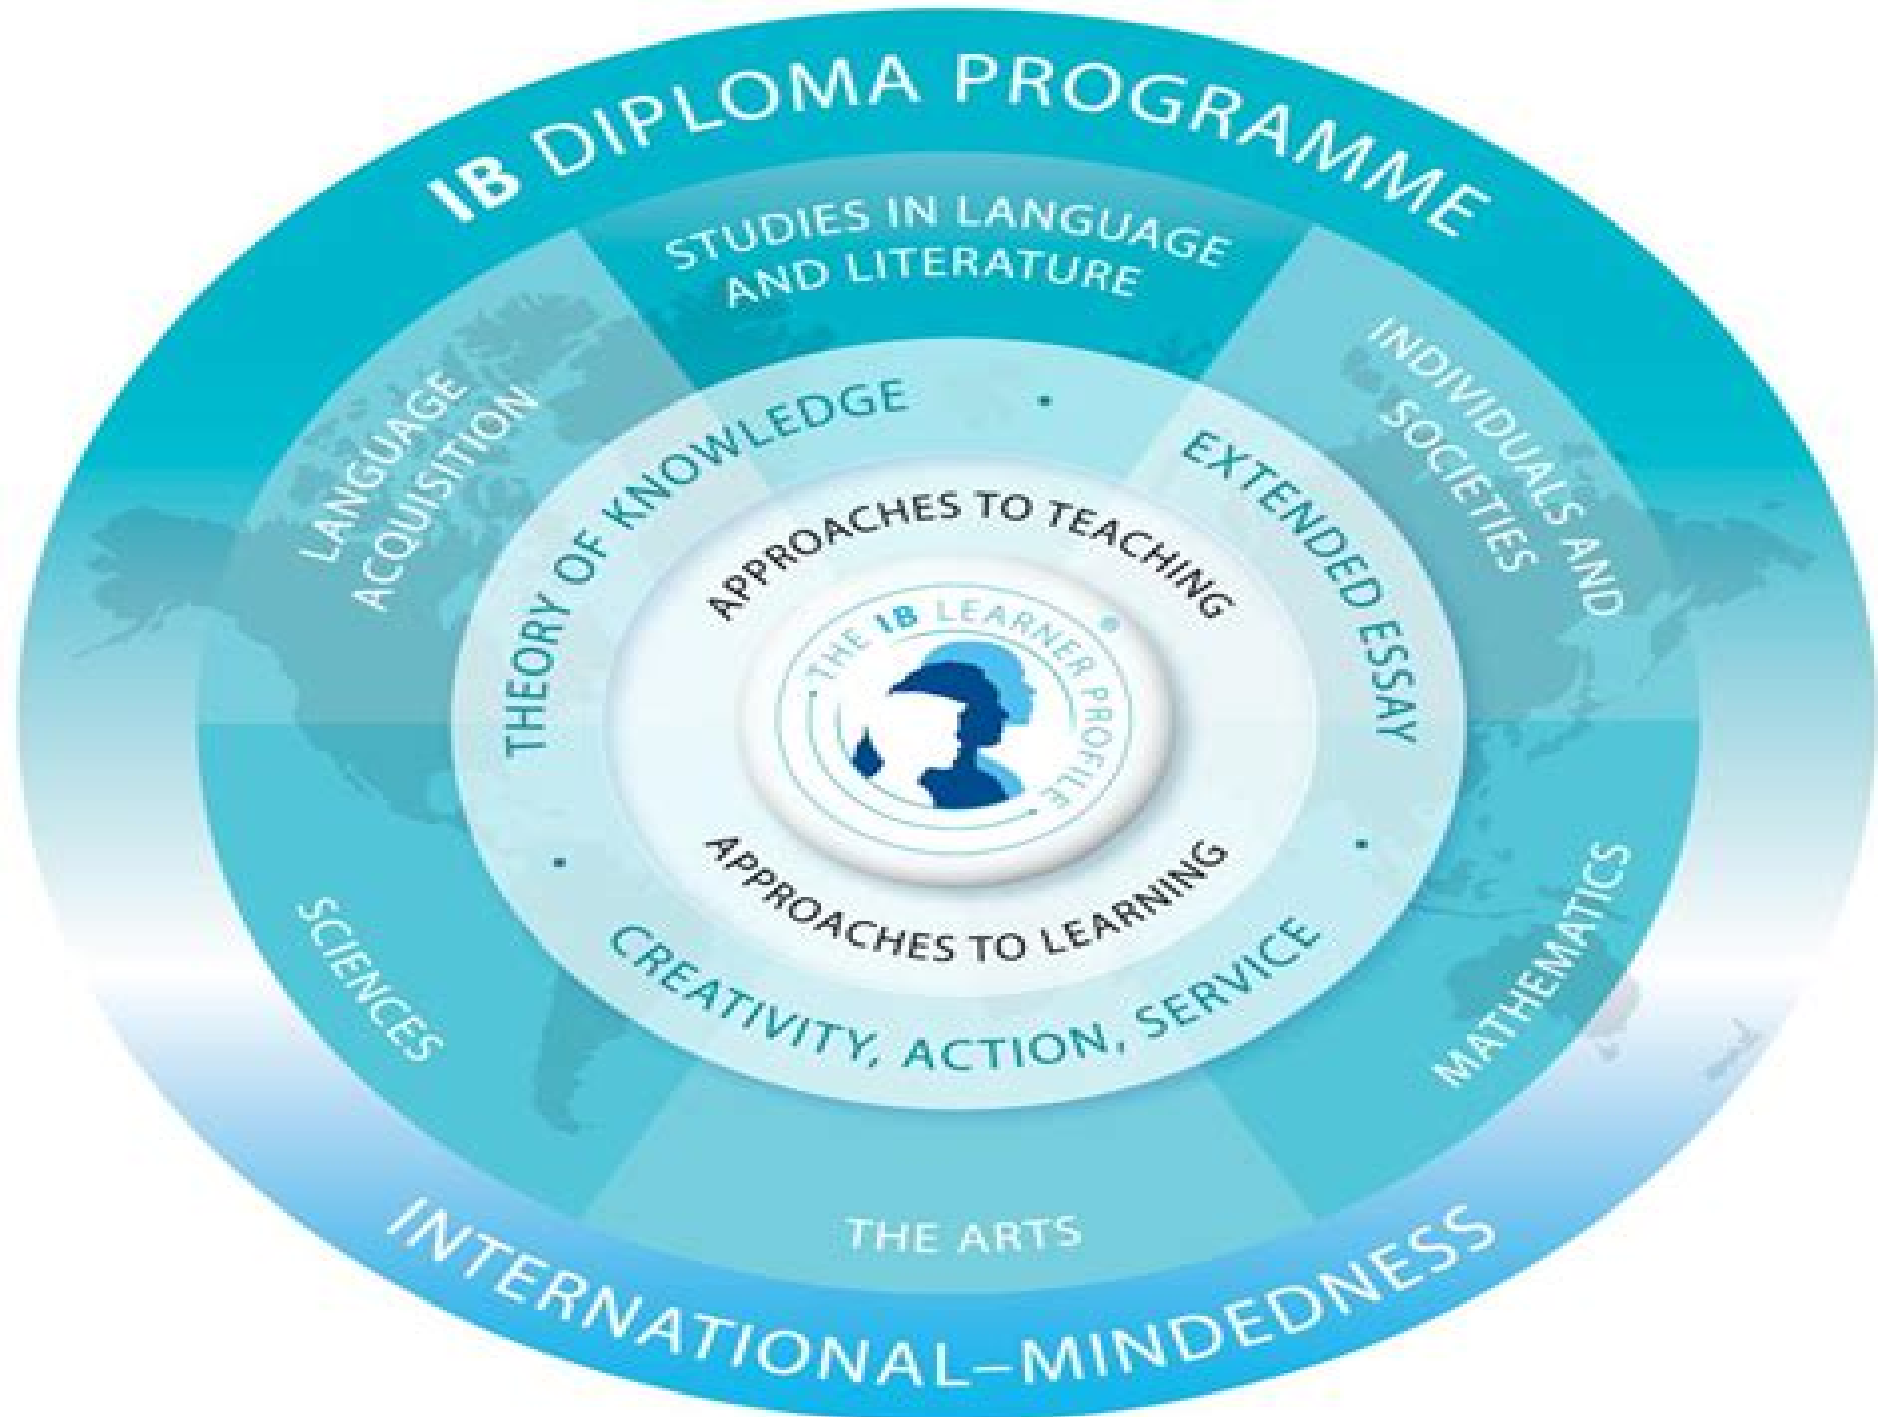 IB DIPLOMA PROGRAMME
STUDIES IN LANGUAGE
AND LITERATURE
LANGUAGE
ACQUISITION
INDIVIDUALS AND
SOCIETIES
THEORY OF KNOWLEDGE
EXTENDED ESSAY
APPROACHES TO TEACHING
THE IB LEARNER PROFILE
APPROACHES TO LEARNING
CREATIVITY, ACTION, SERVICE
SCIENCES
MATHEMATICS
THE ARTS
INTERNATIONAL–MINDEDNESS